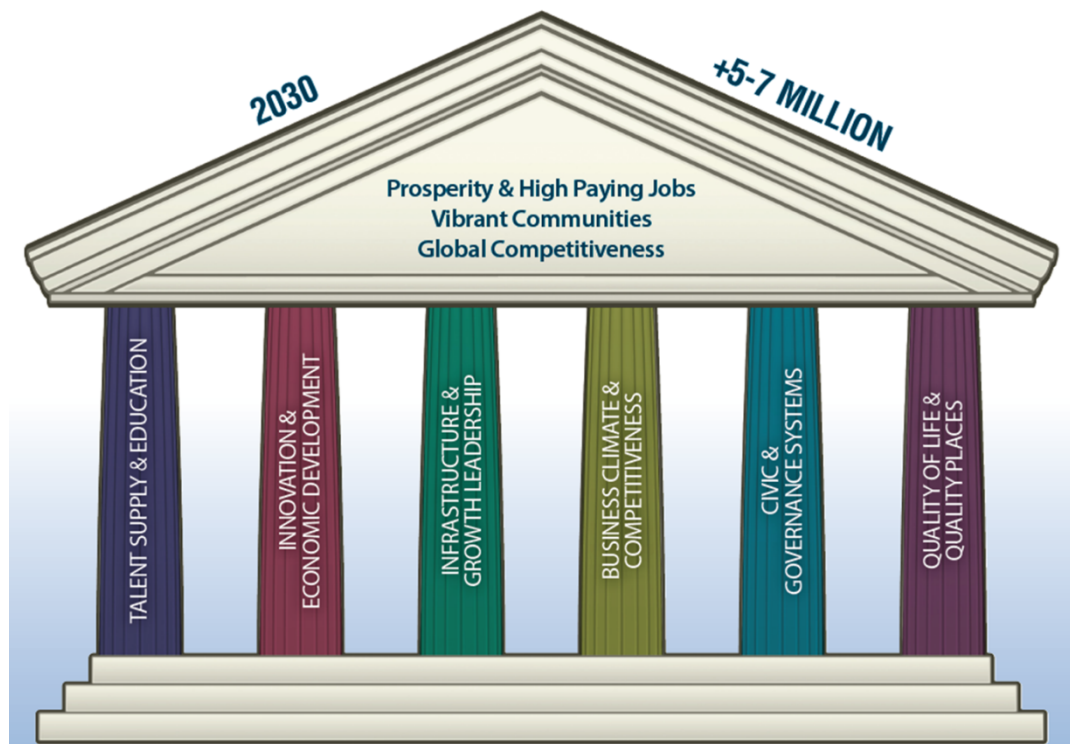 2030
+5-7 MILLION
Prosperity & High Paying Jobs
Vibrant Communities
Global Competitiveness
TALENT SUPPLY & EDUCATION
INNOVATION &
ECONOMIC DEVELOPMENT
INFRASTRUCTURE &
GROWTH LEADERSHIP
BUSINESS CLIMATE &
COMPETITIVENESS
CIVIC &
GOVERNANCE SYSTEMS
QUALITY OF LIFE &
QUALITY PLACES